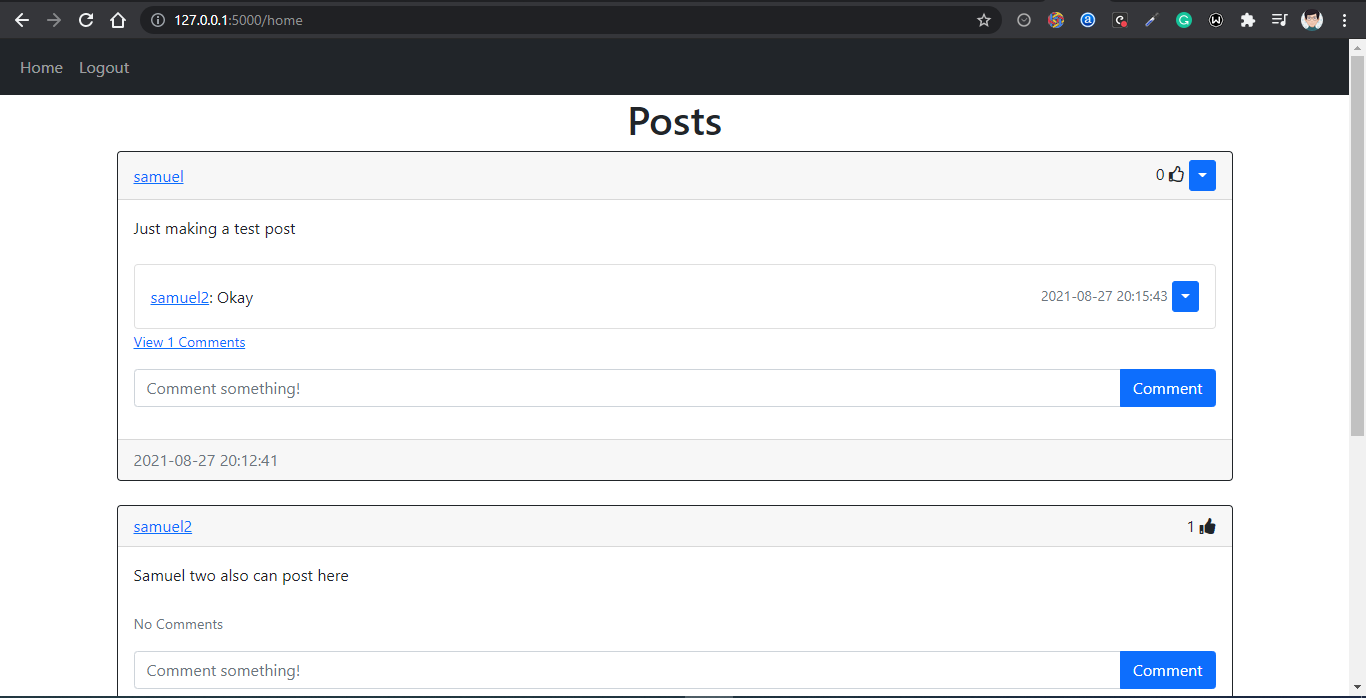 127.0.0.1:5000/home
Home Logout
Posts
samuel 0
Just making a test post
samuel2: Okay 2021-08-27 20:15:43
View 1 Comments
Comment something! Comment
2021-08-27 20:12:41
samuel2 1
Samuel two also can post here
No Comments
Comment something! Comment